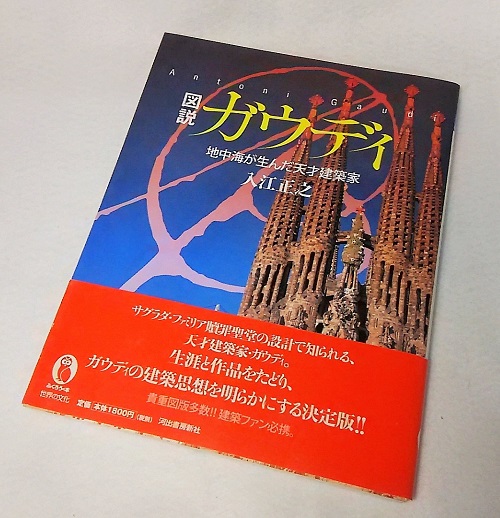 Antoni Gaudí
図説
ガウディ
地中海が生んだ天才建築家
入江正之
サグラダ・ファミリア贖罪聖堂の設計で知られる、
天才建築家・ガウディ。
生涯と作品をたどり、
ガウディの建築思想を明らかにする決定版!!
貴重図版多数!! 建築ファン必携。
ふくろうの本
世界の文化
定価 本体1800円(税別) 河出書房新社